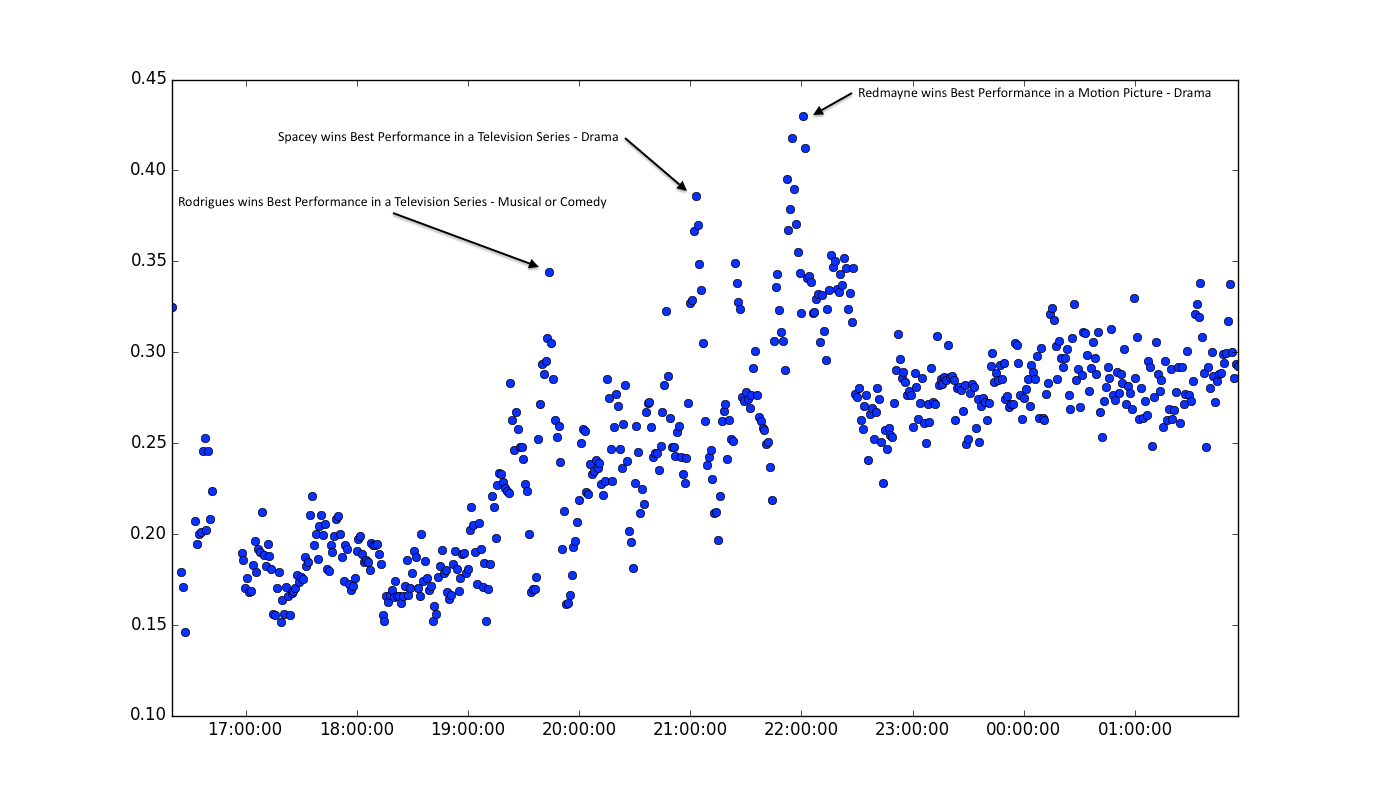 0.45
Redmayne wins Best Performance in a Motion Picture - Drama
Spacey wins Best Performance in a Television Series - Drama
0.40
Rodrigues wins Best Performance in a Television Series - Musical or Comedy
0.35
0.30
0.25
0.20
0.15
0.10
17:00:00 18:00:00 19:00:00 20:00:00 21:00:00 22:00:00 23:00:00 00:00:00 01:00:00